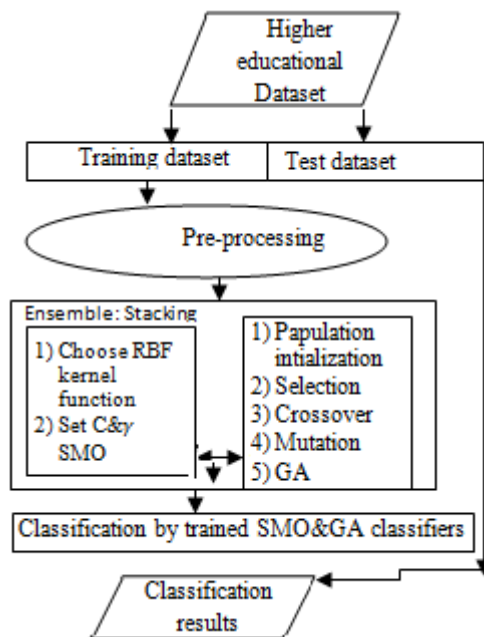 Higher
educational
Dataset
Training dataset
Test dataset
Pre-processing
Ensemble: Stacking
1) Choose RBF
kernel
function
2) Set C&γ
SMO
1) Papulation
intialization
2) Selection
3) Crossover
4) Mutation
5) GA
Classification by trained SMO&GA classifiers
Classification
results